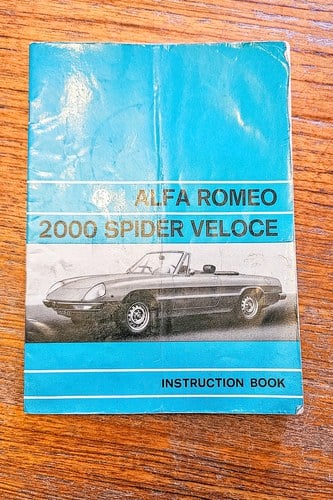 ALFA ROMEO
2000 SPIDER VELOCE
INSTRUCTION BOOK